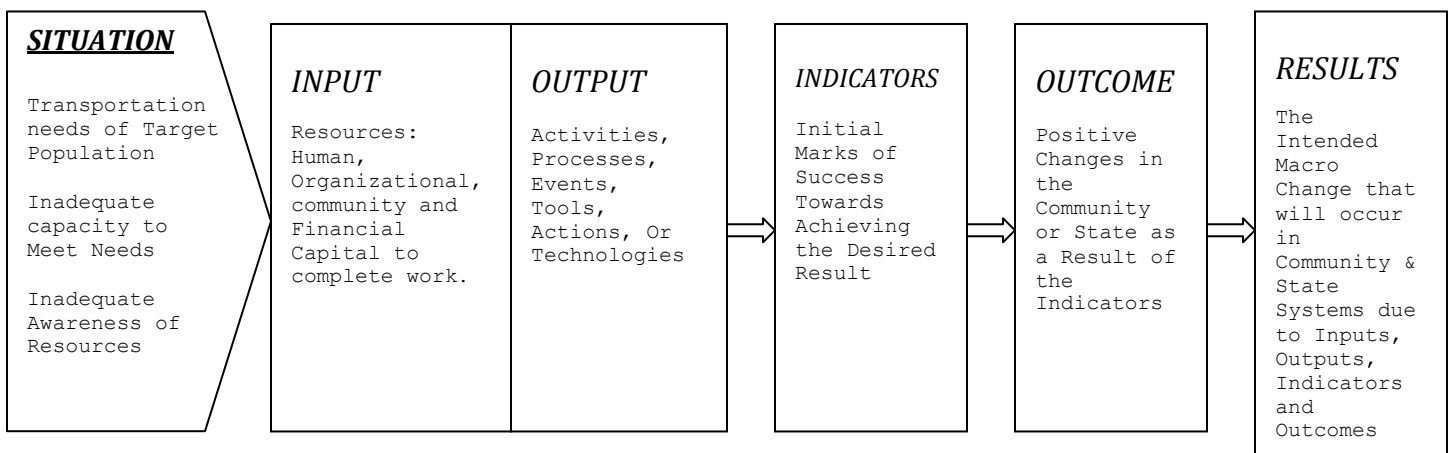 SITUATION
Transportation
needs of Target
Population
Inadequate
capacity to
Meet Needs
Inadequate
Awareness of
Resources
INPUT
Resources:
Human,
Organizational,
community and
Financial
Capital to
complete work.
OUTPUT
Activities,
Processes,
Events,
Tools,
Actions, Or
Technologies
INDICATORS
Initial
Marks of
Success
Towards
Achieving
the Desired
Result
OUTCOME
Positive
Changes in
the
Community
or State as
a Result of
the
Indicators
RESULTS
The
Intended
Macro
Change that
will occur
in
Community &
State
Systems due
to Inputs,
Outputs,
Indicators
and
Outcomes